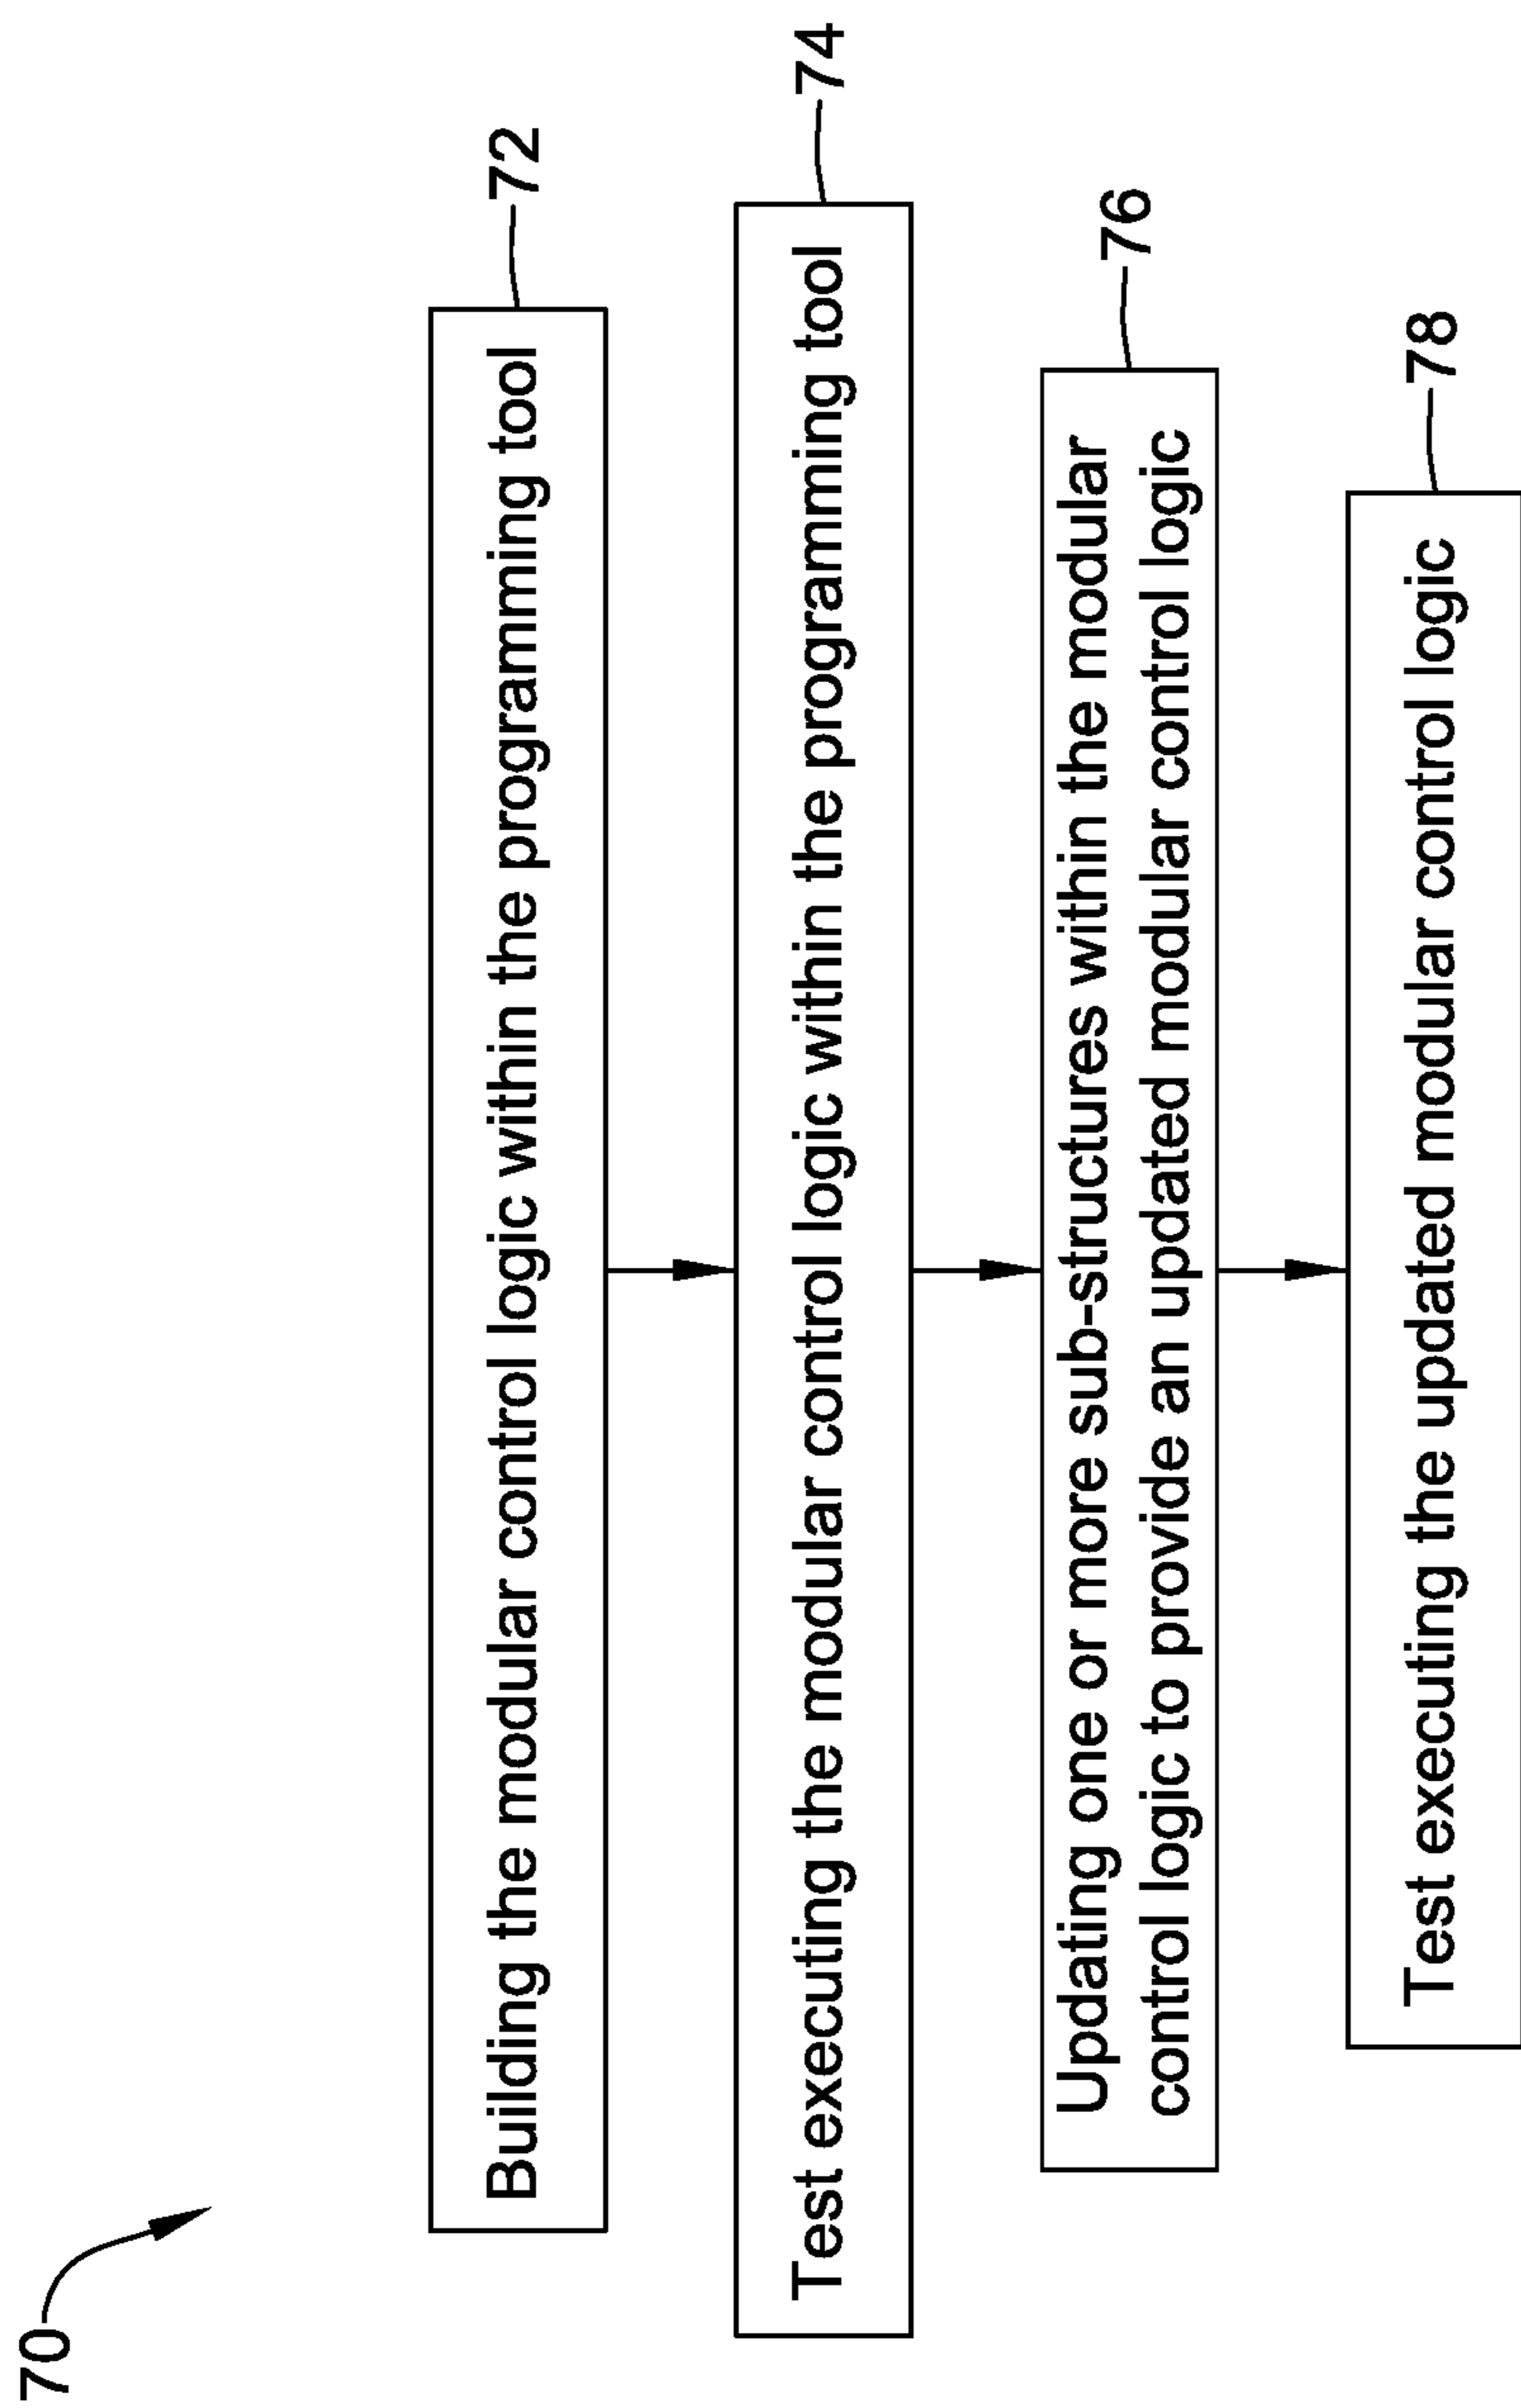 70
72
Building the modular control logic within the programming tool
74
Test executing the modular control logic within the programming tool
76
Updating one or more sub-structures within the modular
control logic to provide an updated modular control logic
78
Test executing the updated modular control logic